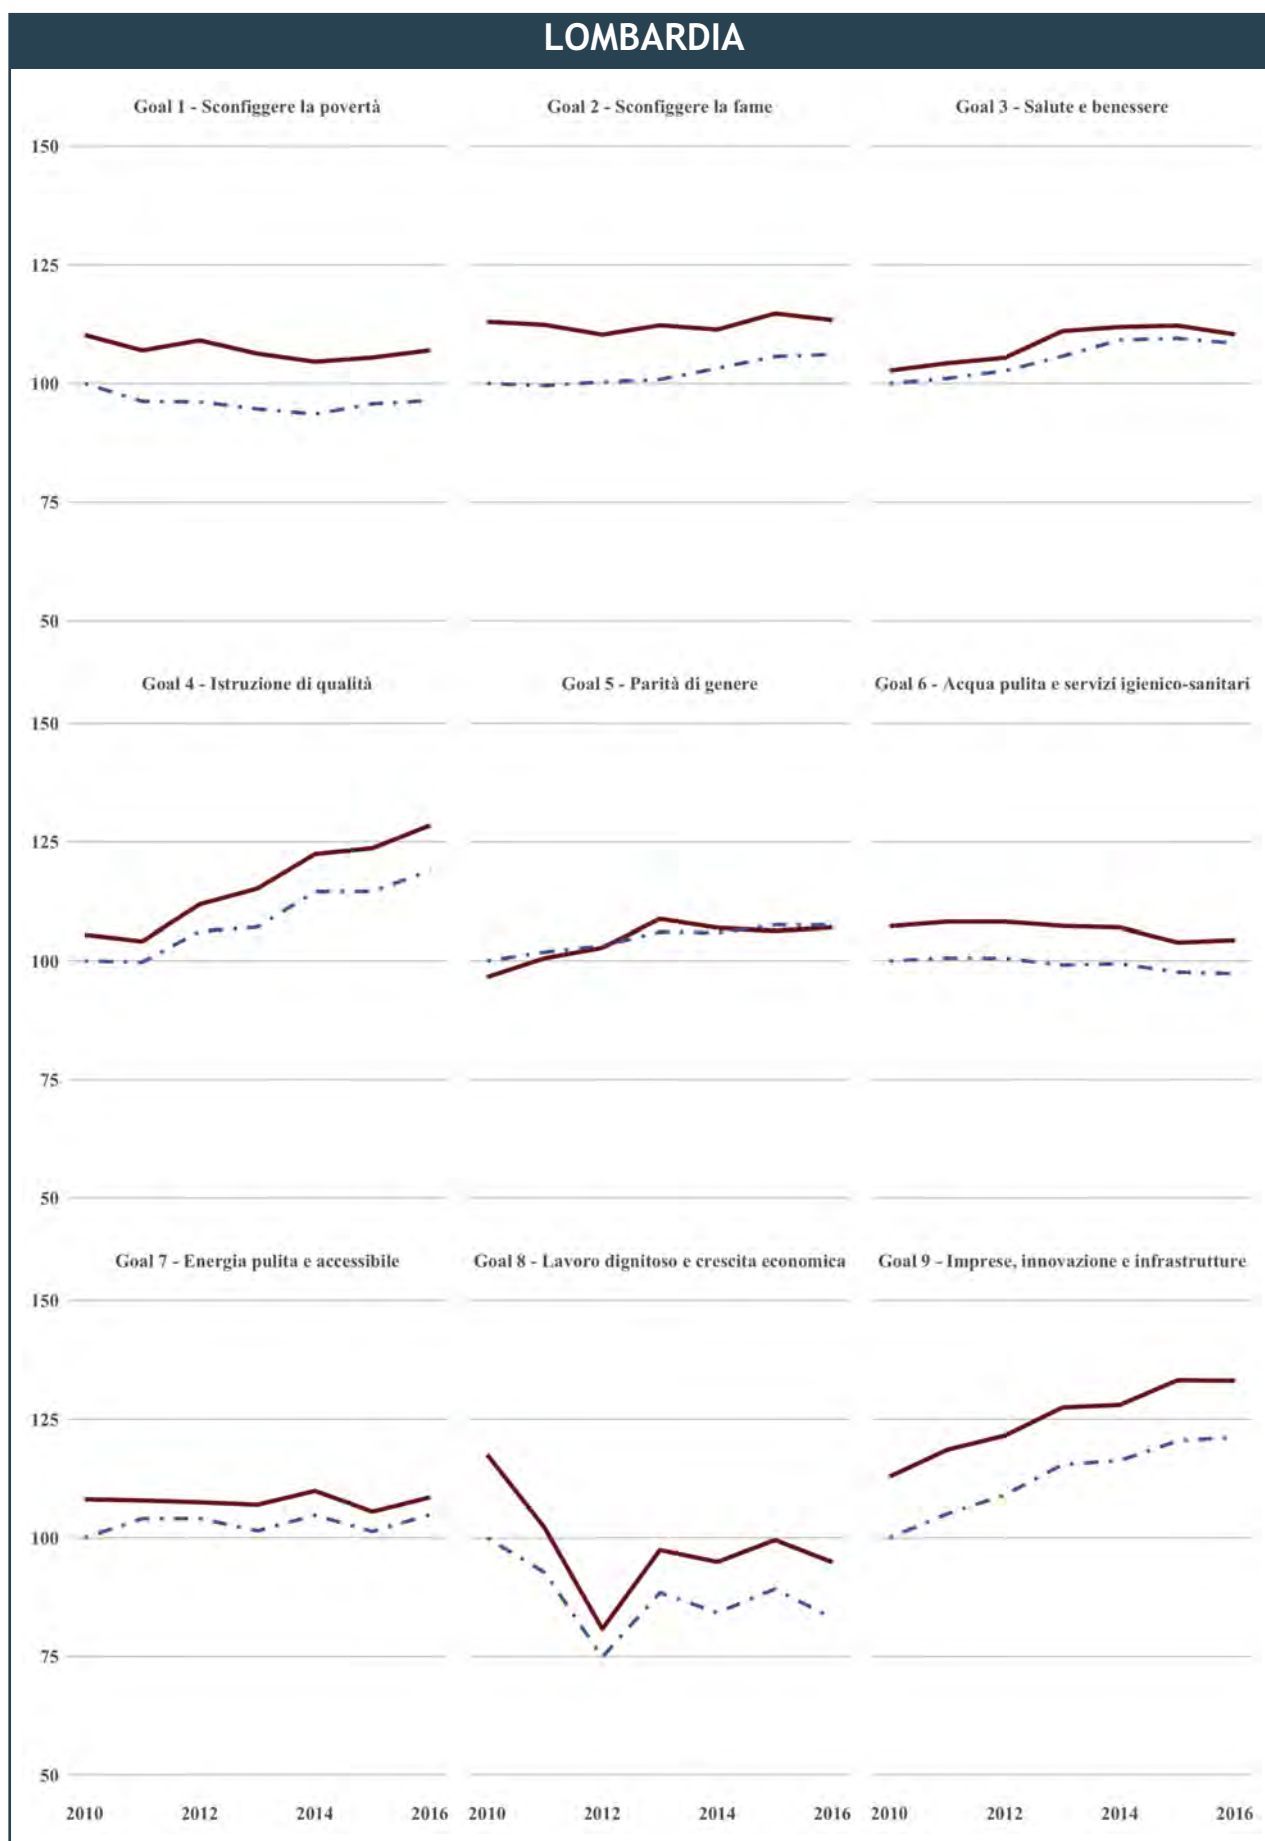 LOMBARDIA
Goal 1 - Sconfiggere la povertà
Goal 2 - Sconfiggere la fame
Goal 3 - Salute e benessere
150
125
100
75
50
Goal 4 - Istruzione di qualità
Goal 5 - Parità di genere
Goal 6 - Acqua pulita e servizi igienico-sanitari
150
125
100
75
50
Goal 7 - Energia pulita e accessibile
Goal 8 - Lavoro dignitoso e crescita economica
Goal 9 - Imprese, innovazione e infrastrutture
150
125
100
75
50
2010 2012 2014 2016 2010 2012 2014 2016 2010 2012 2014 2016